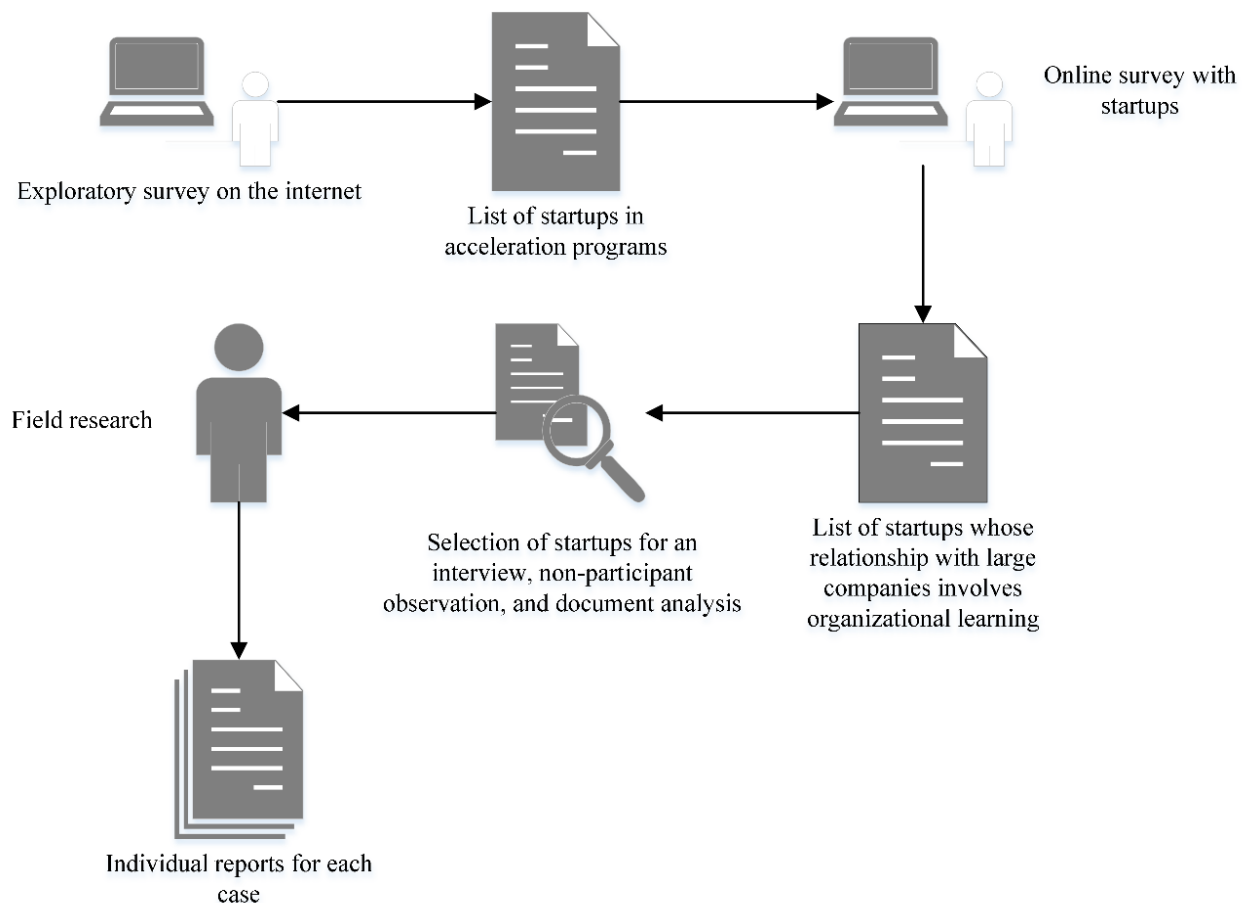 Exploratory survey on the internet
List of startups in
acceleration programs
Online survey with
startups
List of startups whose
relationship with large
companies involves
organizational learning
Selection of startups for an
interview, non-participant
observation, and document analysis
Field research
Individual reports for each
case